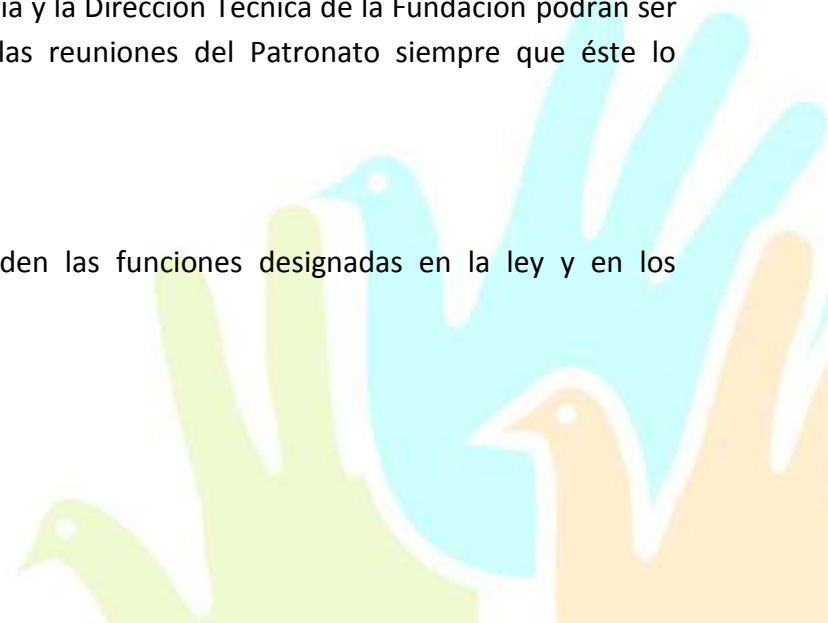 ia y la Dirección Técnica de la Fundación podrán ser
las reuniones del Patronato siempre que éste lo
den las funciones designadas en la ley y en los